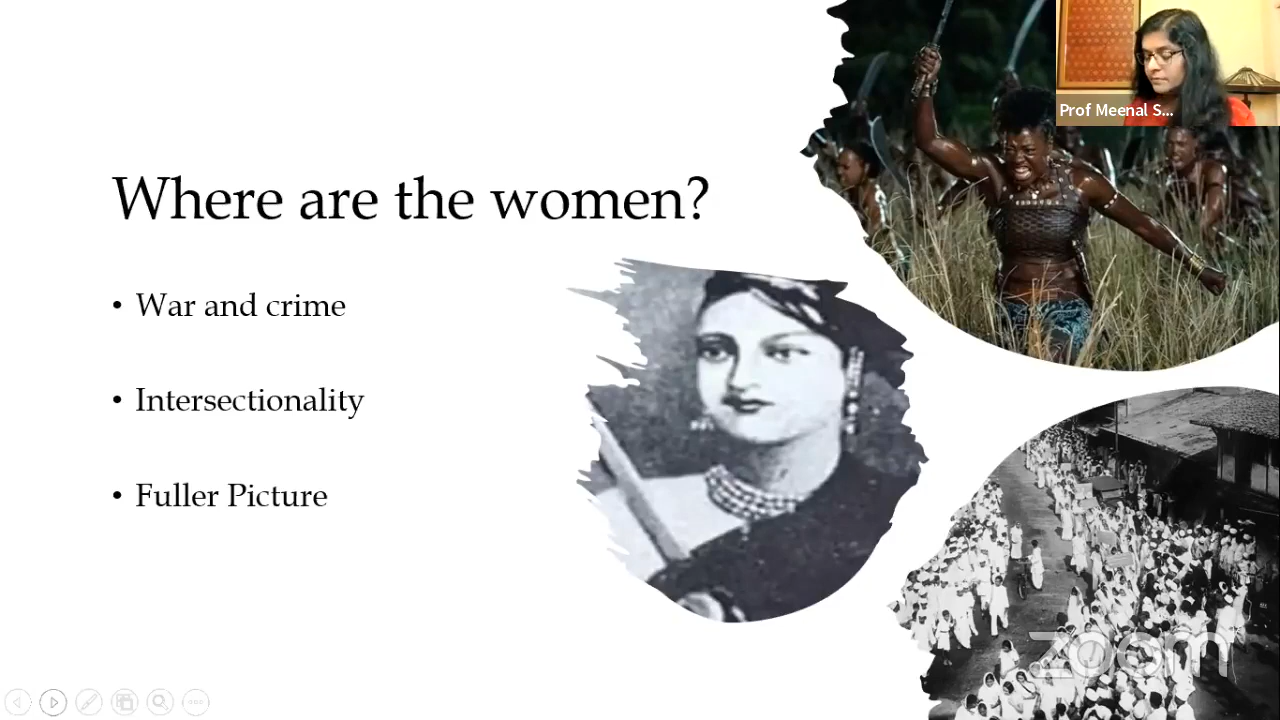 Prof Meenal S...
Where are the women?
• War and crime
• Intersectionality
• Fuller Picture
zoom